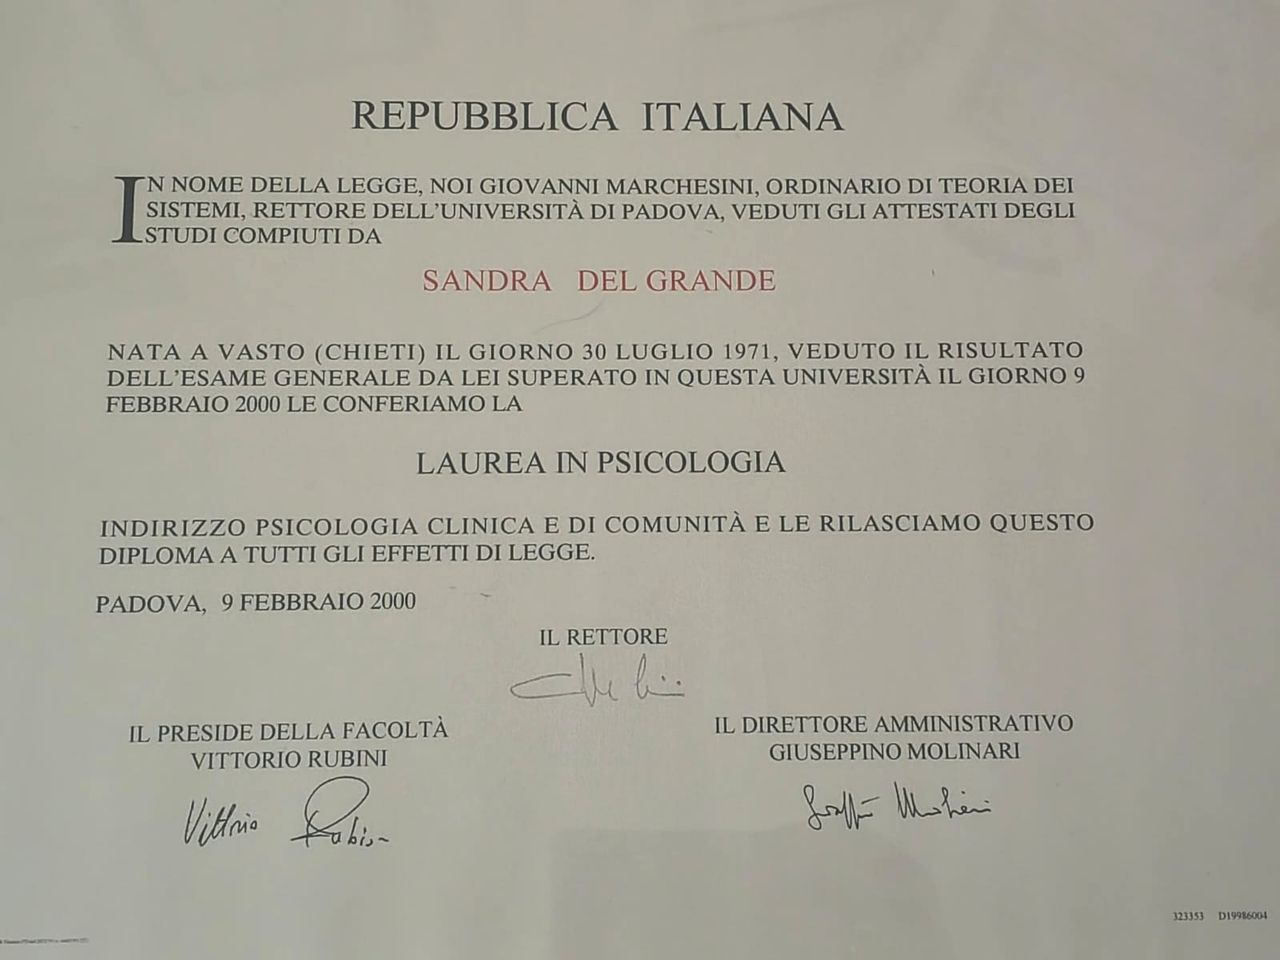 REPUBBLICA ITALIANA
IN NOME DELLA LEGGE, NOI GIOVANNI MARCHESINI, ORDINARIO DI TEORIA DEI
SISTEMI, RETTORE DELL'UNIVERSITÀ DI PADOVA, VEDUTI GLI ATTESTATI DEGLI
STUDI COMPIUTI DA
SANDRA DEL GRANDE
NATA A VASTO (CHIETI) IL GIORNO 30 LUGLIO 1971, VEDUTO IL RISULTATO
DELL'ESAME GENERALE DA LEI SUPERATO IN QUESTA UNIVERSITÀ IL GIORNO 9
FEBBRAIO 2000 LE CONFERIAMO LA
LAUREA IN PSICOLOGIA
INDIRIZZO PSICOLOGIA CLINICA E DI COMUNITÀ E LE RILASCIAMO QUESTO
DIPLOMA A TUTTI GLI EFFETTI DI LEGGE.
PADOVA, 9 FEBBRAIO 2000
IL RETTORE
IL PRESIDE DELLA FACOLTÀ
VITTORIO RUBINI
Vittorio Rubini
IL DIRETTORE AMMINISTRATIVO
GIUSEPPINO MOLINARI
323353 D19986004